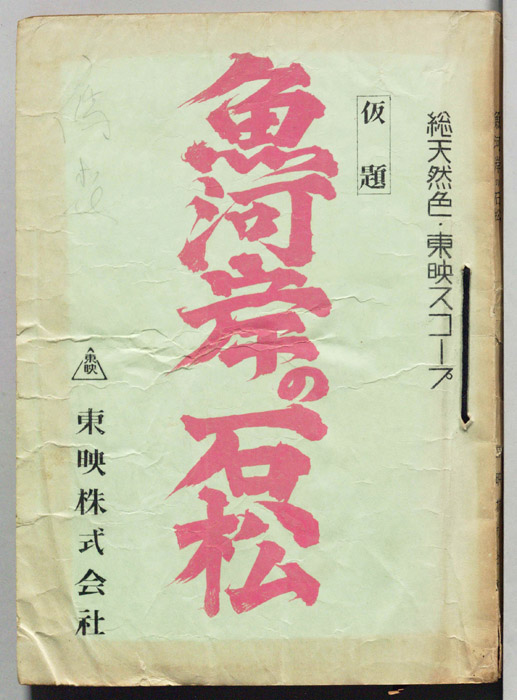 総天然色・東映スコープ
仮題
魚河岸の石松
東映
東映株式会社